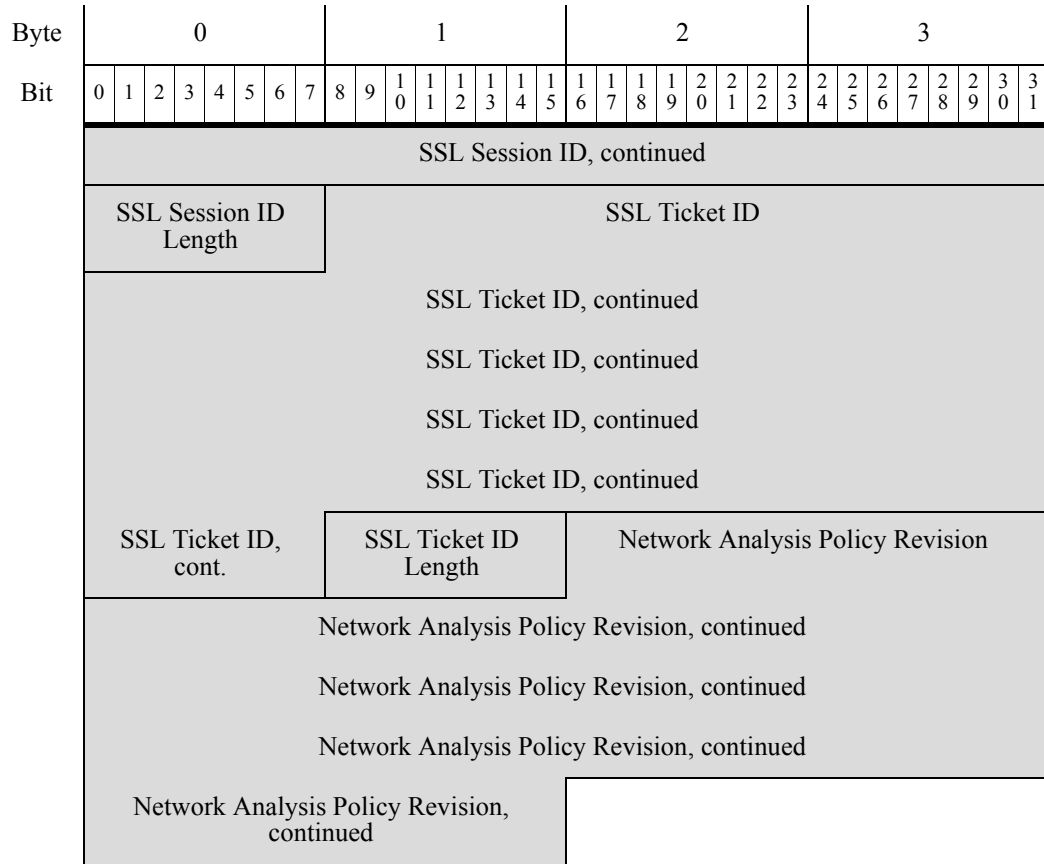 Byte 0 1 2 3
Bit 0 1 2 3 4 5 6 7 8 9 10 11 12 13 14 15 16 17 18 19 20 21 22 23 24 25 26 27 28 29 30 31
SSL Session ID, continued
SSL Session ID
Length
SSL Ticket ID
SSL Ticket ID, continued
SSL Ticket ID, continued
SSL Ticket ID, continued
SSL Ticket ID, continued
SSL Ticket ID,
cont.
SSL Ticket ID
Length
Network Analysis Policy Revision
Network Analysis Policy Revision, continued
Network Analysis Policy Revision, continued
Network Analysis Policy Revision, continued
Network Analysis Policy Revision,
continued